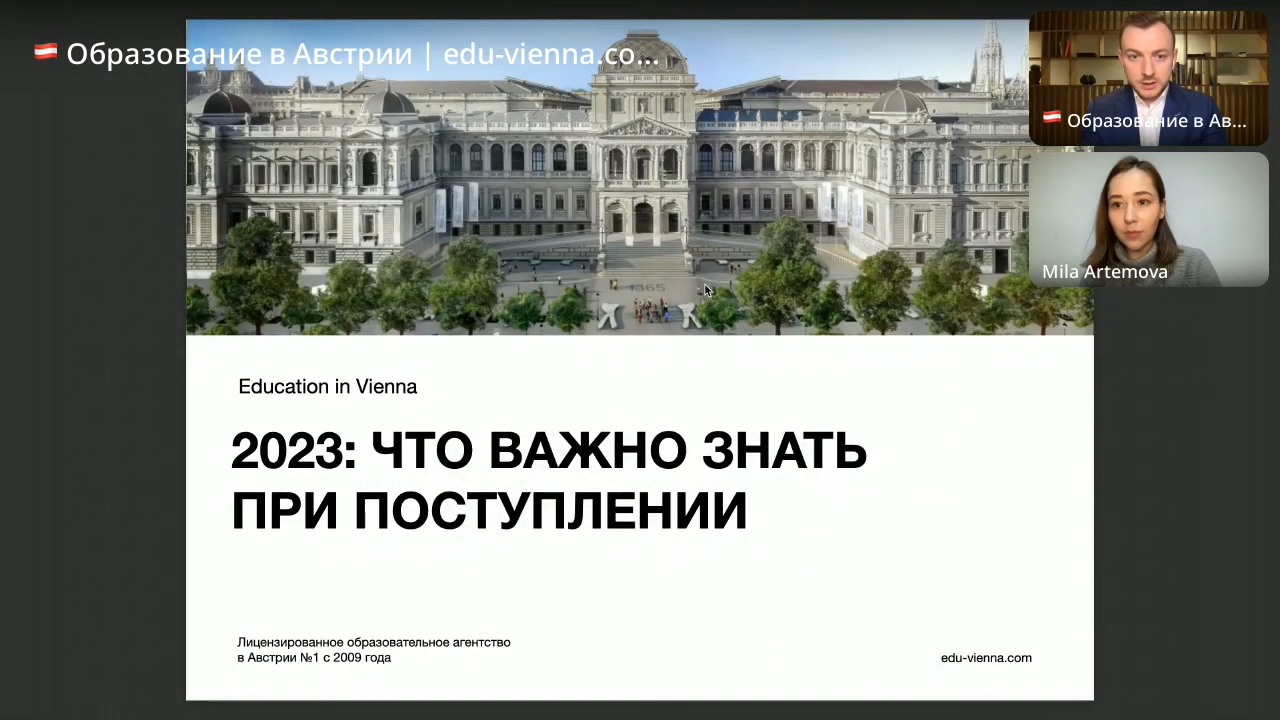 Образование в Австрии | edu-vienna.co...
Образование в Ав...
Mila Artemova
1365
Education in Vienna
2023: ЧТО ВАЖНО ЗНАТЬ
ПРИ ПОСТУПЛЕНИИ
Лицензированное образовательное агентство
в Австрии №1 с 2009 года
edu-vienna.com